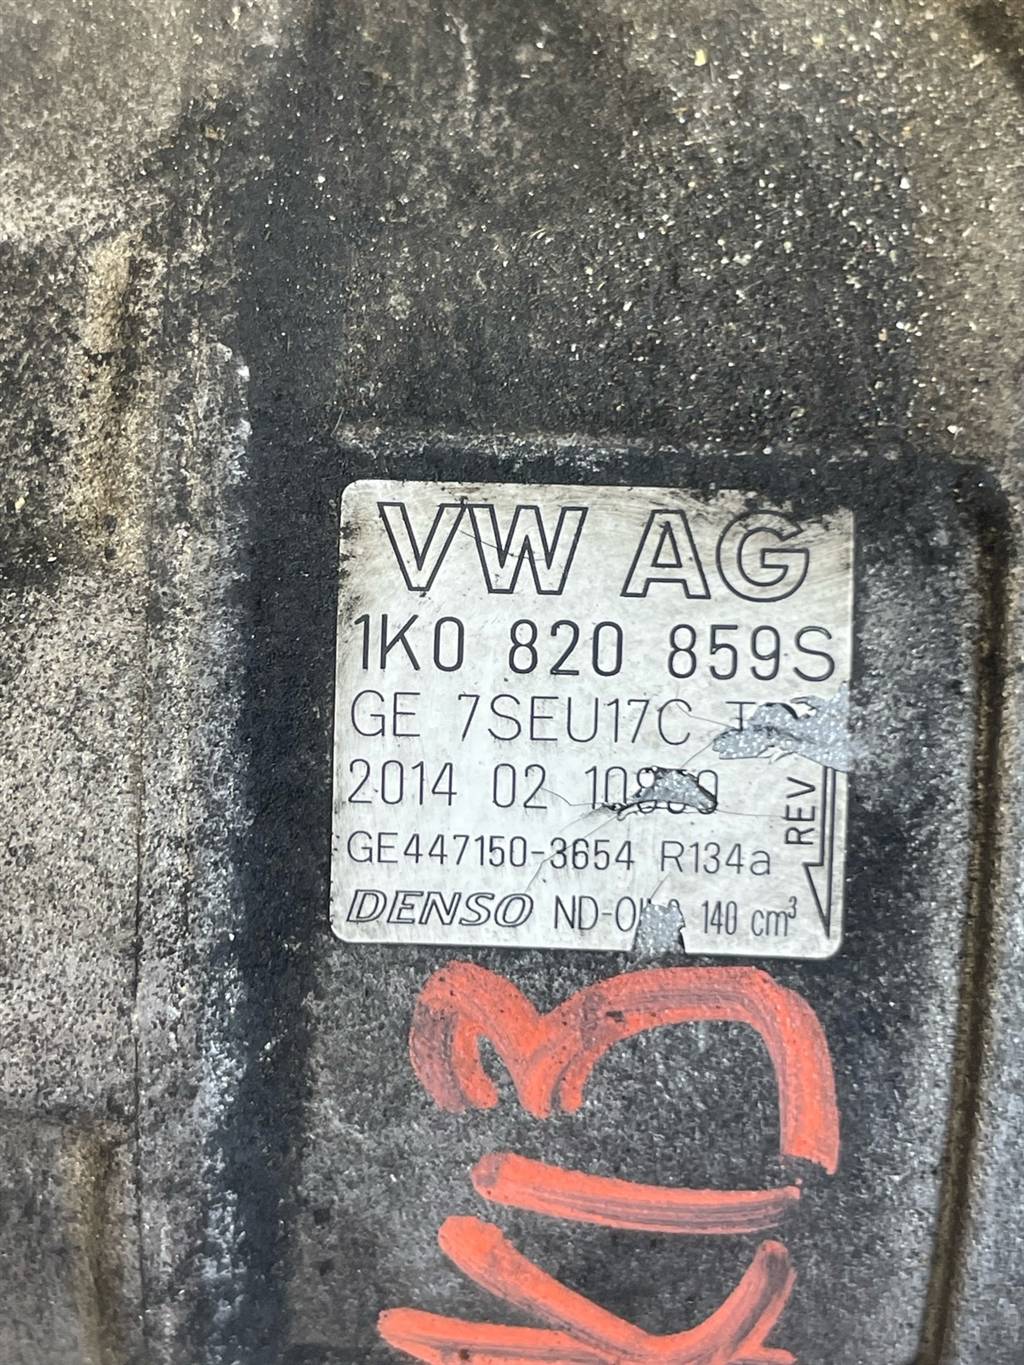 VW AG
1K0 820 859S
GE 7SEU17C
2014 02
GE447150-3654 R134a
REV
DENSO 140 cm³